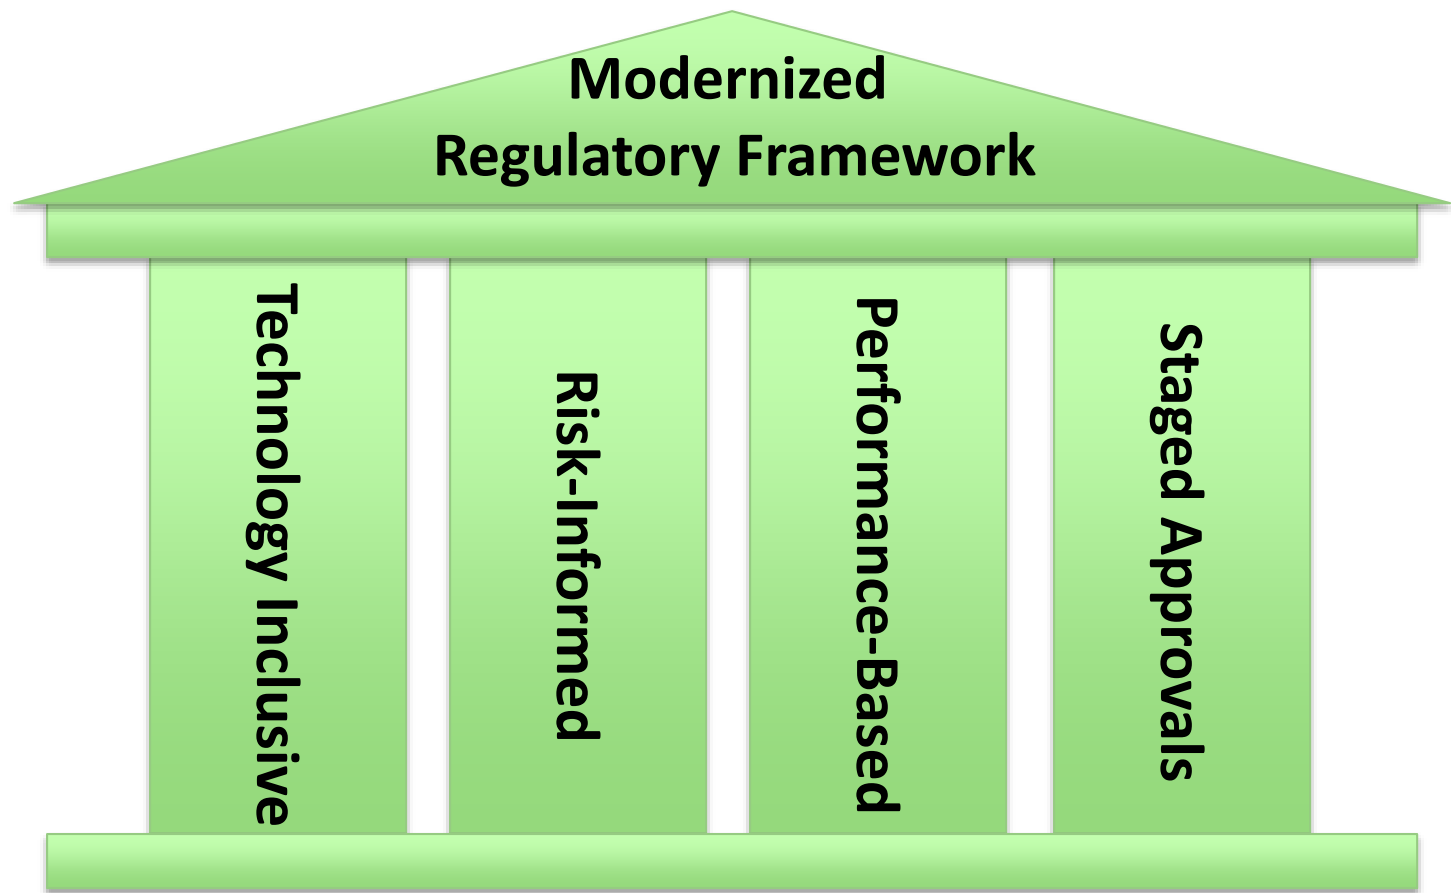 Modernized
Regulatory Framework
Technology Inclusive
Risk-Informed
Performance-Based
Staged Approvals